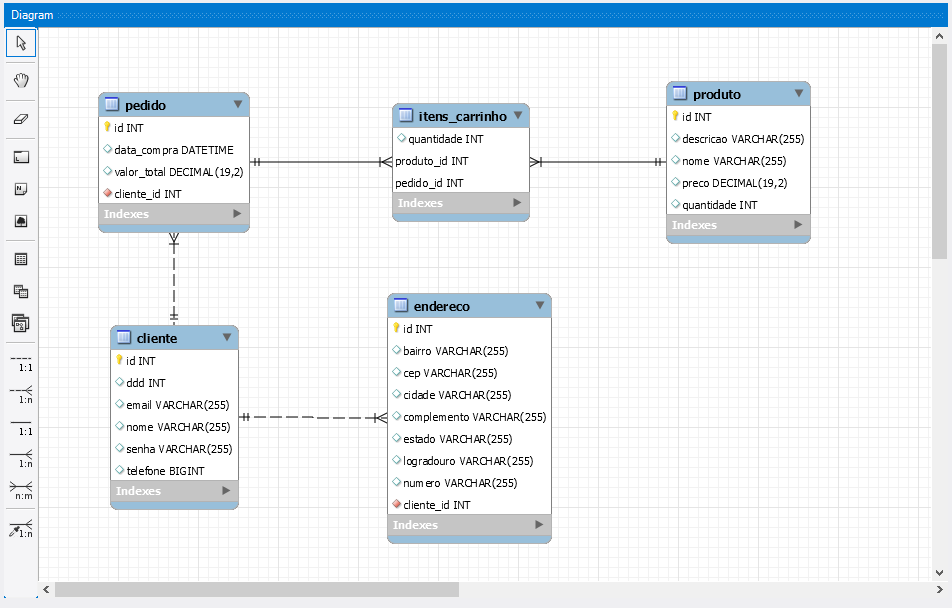 Diagram
pedido
id INT
data_compra DATETIME
valor_total DECIMAL(19,2)
cliente_id INT
Indexes
itens_carrinho
quantidade INT
produto_id INT
pedido_id INT
Indexes
produto
id INT
descricao VARCHAR(255)
nome VARCHAR(255)
preco DECIMAL(19,2)
quantidade INT
Indexes
cliente
id INT
ddd INT
email VARCHAR(255)
nome VARCHAR(255)
senha VARCHAR(255)
telefone BIGINT
Indexes
endereco
id INT
bairro VARCHAR(255)
cep VARCHAR(255)
cidade VARCHAR(255)
complemento VARCHAR(255)
estado VARCHAR(255)
logradouro VARCHAR(255)
numero VARCHAR(255)
cliente_id INT
Indexes
1:1
1:n
1:1
1:n
n:m
1:n